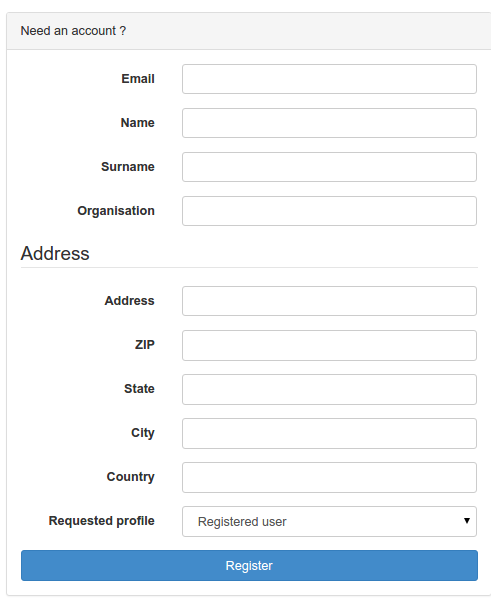 Need an account ?
Email
Name
Surname
Organisation
Address
Address
ZIP
State
City
Country
Requested profile Registered user
Register